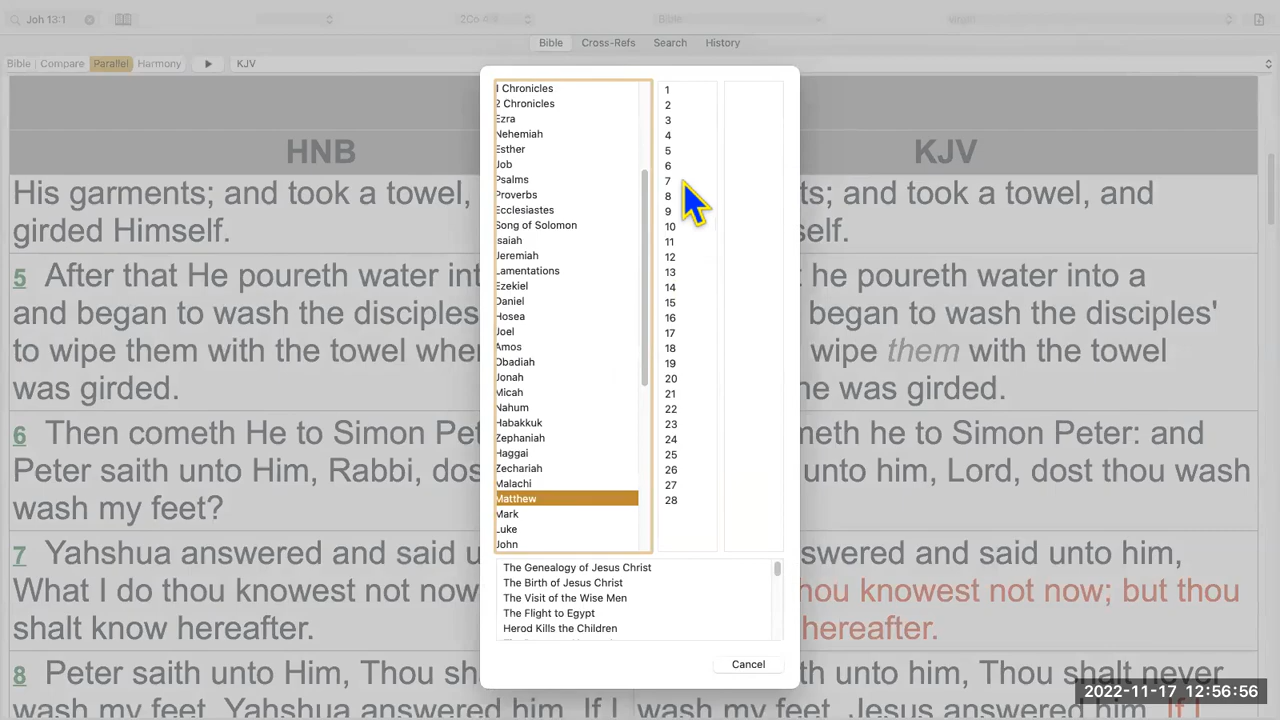 Joh 13:1
2Co 4:4
Bible
Bible Cross-Refs Search History
Bible Compare Parallel Harmony KJV
HNB
KJV
His garments; and took a towel,
girded Himself.
5 After that He poureth water int
and began to wash the disciples'
to wipe them with the towel wher
was girded.
6 Then cometh He to Simon Pet
Peter saith unto Him, Rabbi, dos
wash my feet?
7 Yahshua answered and said u
What I do thou knowest not now
shalt know hereafter.
8 Peter saith unto Him, Thou sh
wash my feet. Yahshua answered him, If I
ts; and took a towel, and
self.
t he poureth water into a
began to wash the disciples'
wipe them with the towel
he was girded.
meth he to Simon Peter: and
unto him, Lord, dost thou wash
swered and said unto him,
hou knowest not now; but thou
hereafter.
th unto him, Thou shalt never
wash my feet. Jesus answered him, If I
1 Chronicles
2 Chronicles
Ezra
Nehemiah
Esther
Job
Psalms
Proverbs
Ecclesiastes
Song of Solomon
Isaiah
Jeremiah
Lamentations
Ezekiel
Daniel
Hosea
Joel
Amos
Obadiah
Jonah
Micah
Nahum
Habakkuk
Zephaniah
Haggai
Zechariah
Malachi
Matthew
Mark
Luke
John
1
2
3
4
5
6
7
8
9
10
11
12
13
14
15
16
17
18
19
20
21
22
23
24
25
26
27
28
The Genealogy of Jesus Christ
The Birth of Jesus Christ
The Visit of the Wise Men
The Flight to Egypt
Herod Kills the Children
Cancel
2022-11-17 12:56:56